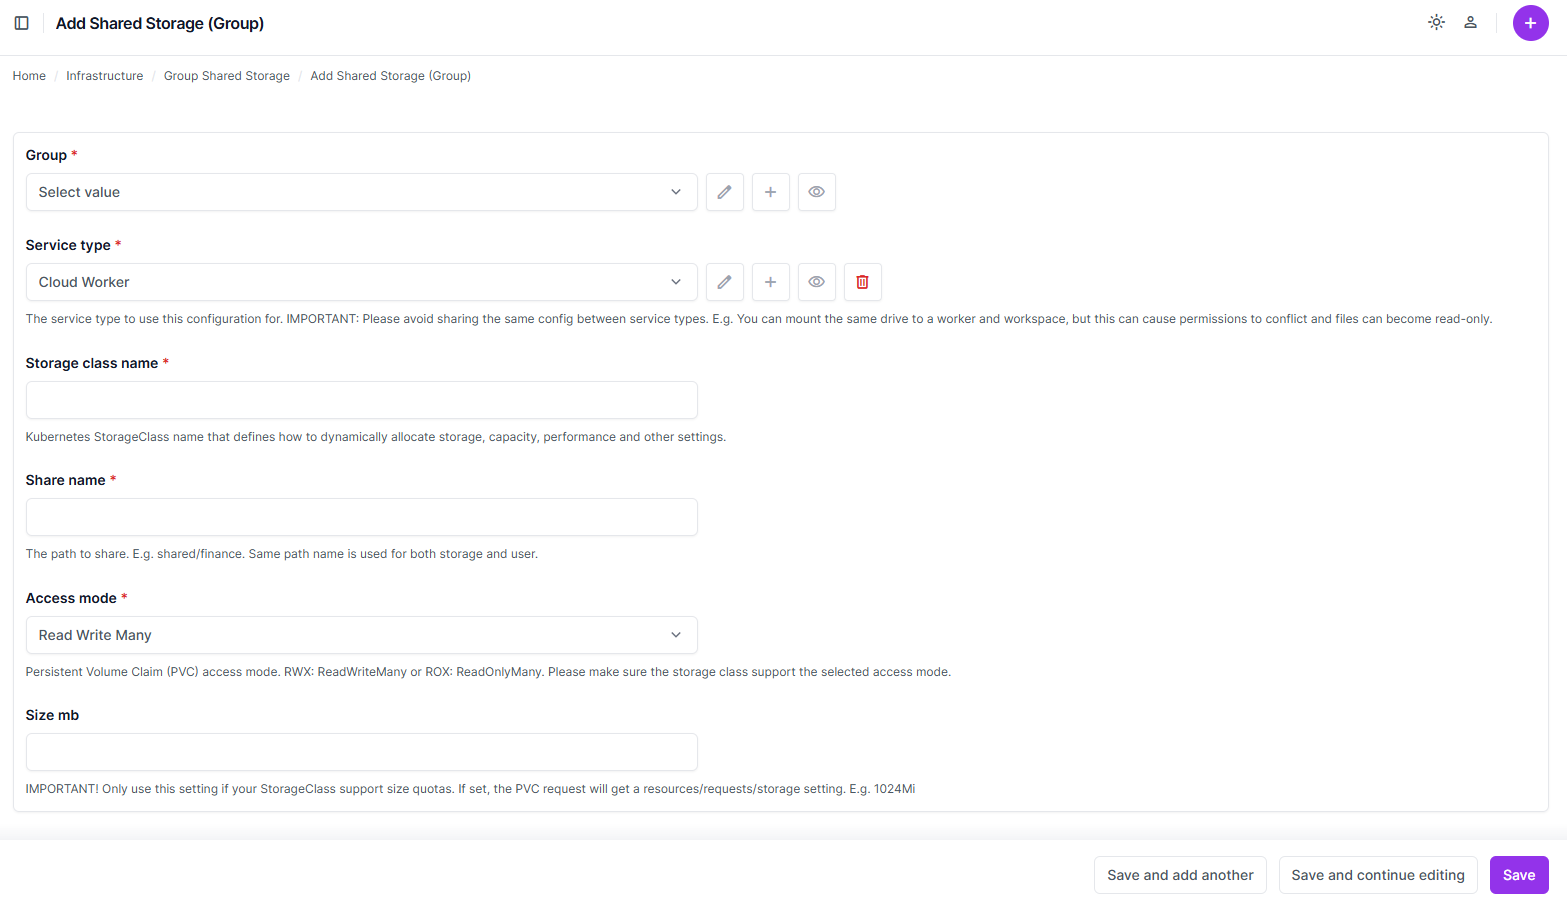 Add Shared Storage (Group)
Home / Infrastructure / Group Shared Storage / Add Shared Storage (Group)
Group *
Select value
Service type *
Cloud Worker
The service type to use this configuration for. IMPORTANT: Please avoid sharing the same config between service types. E.g. You can mount the same drive to a worker and workspace, but this can cause permissions to conflict and files can become read-only.
Storage class name *
Kubernetes StorageClass name that defines how to dynamically allocate storage, capacity, performance and other settings.
Share name *
The path to share. E.g. shared/finance. Same path name is used for both storage and user.
Access mode *
Read Write Many
Persistent Volume Claim (PVC) access mode. RWX: ReadWriteMany or ROX: ReadOnlyMany. Please make sure the storage class support the selected access mode.
Size mb
IMPORTANT! Only use this setting if your StorageClass support size quotas. If set, the PVC request will get a resources/requests/storage setting. E.g. 1024Mi
Save and add another
Save and continue editing
Save